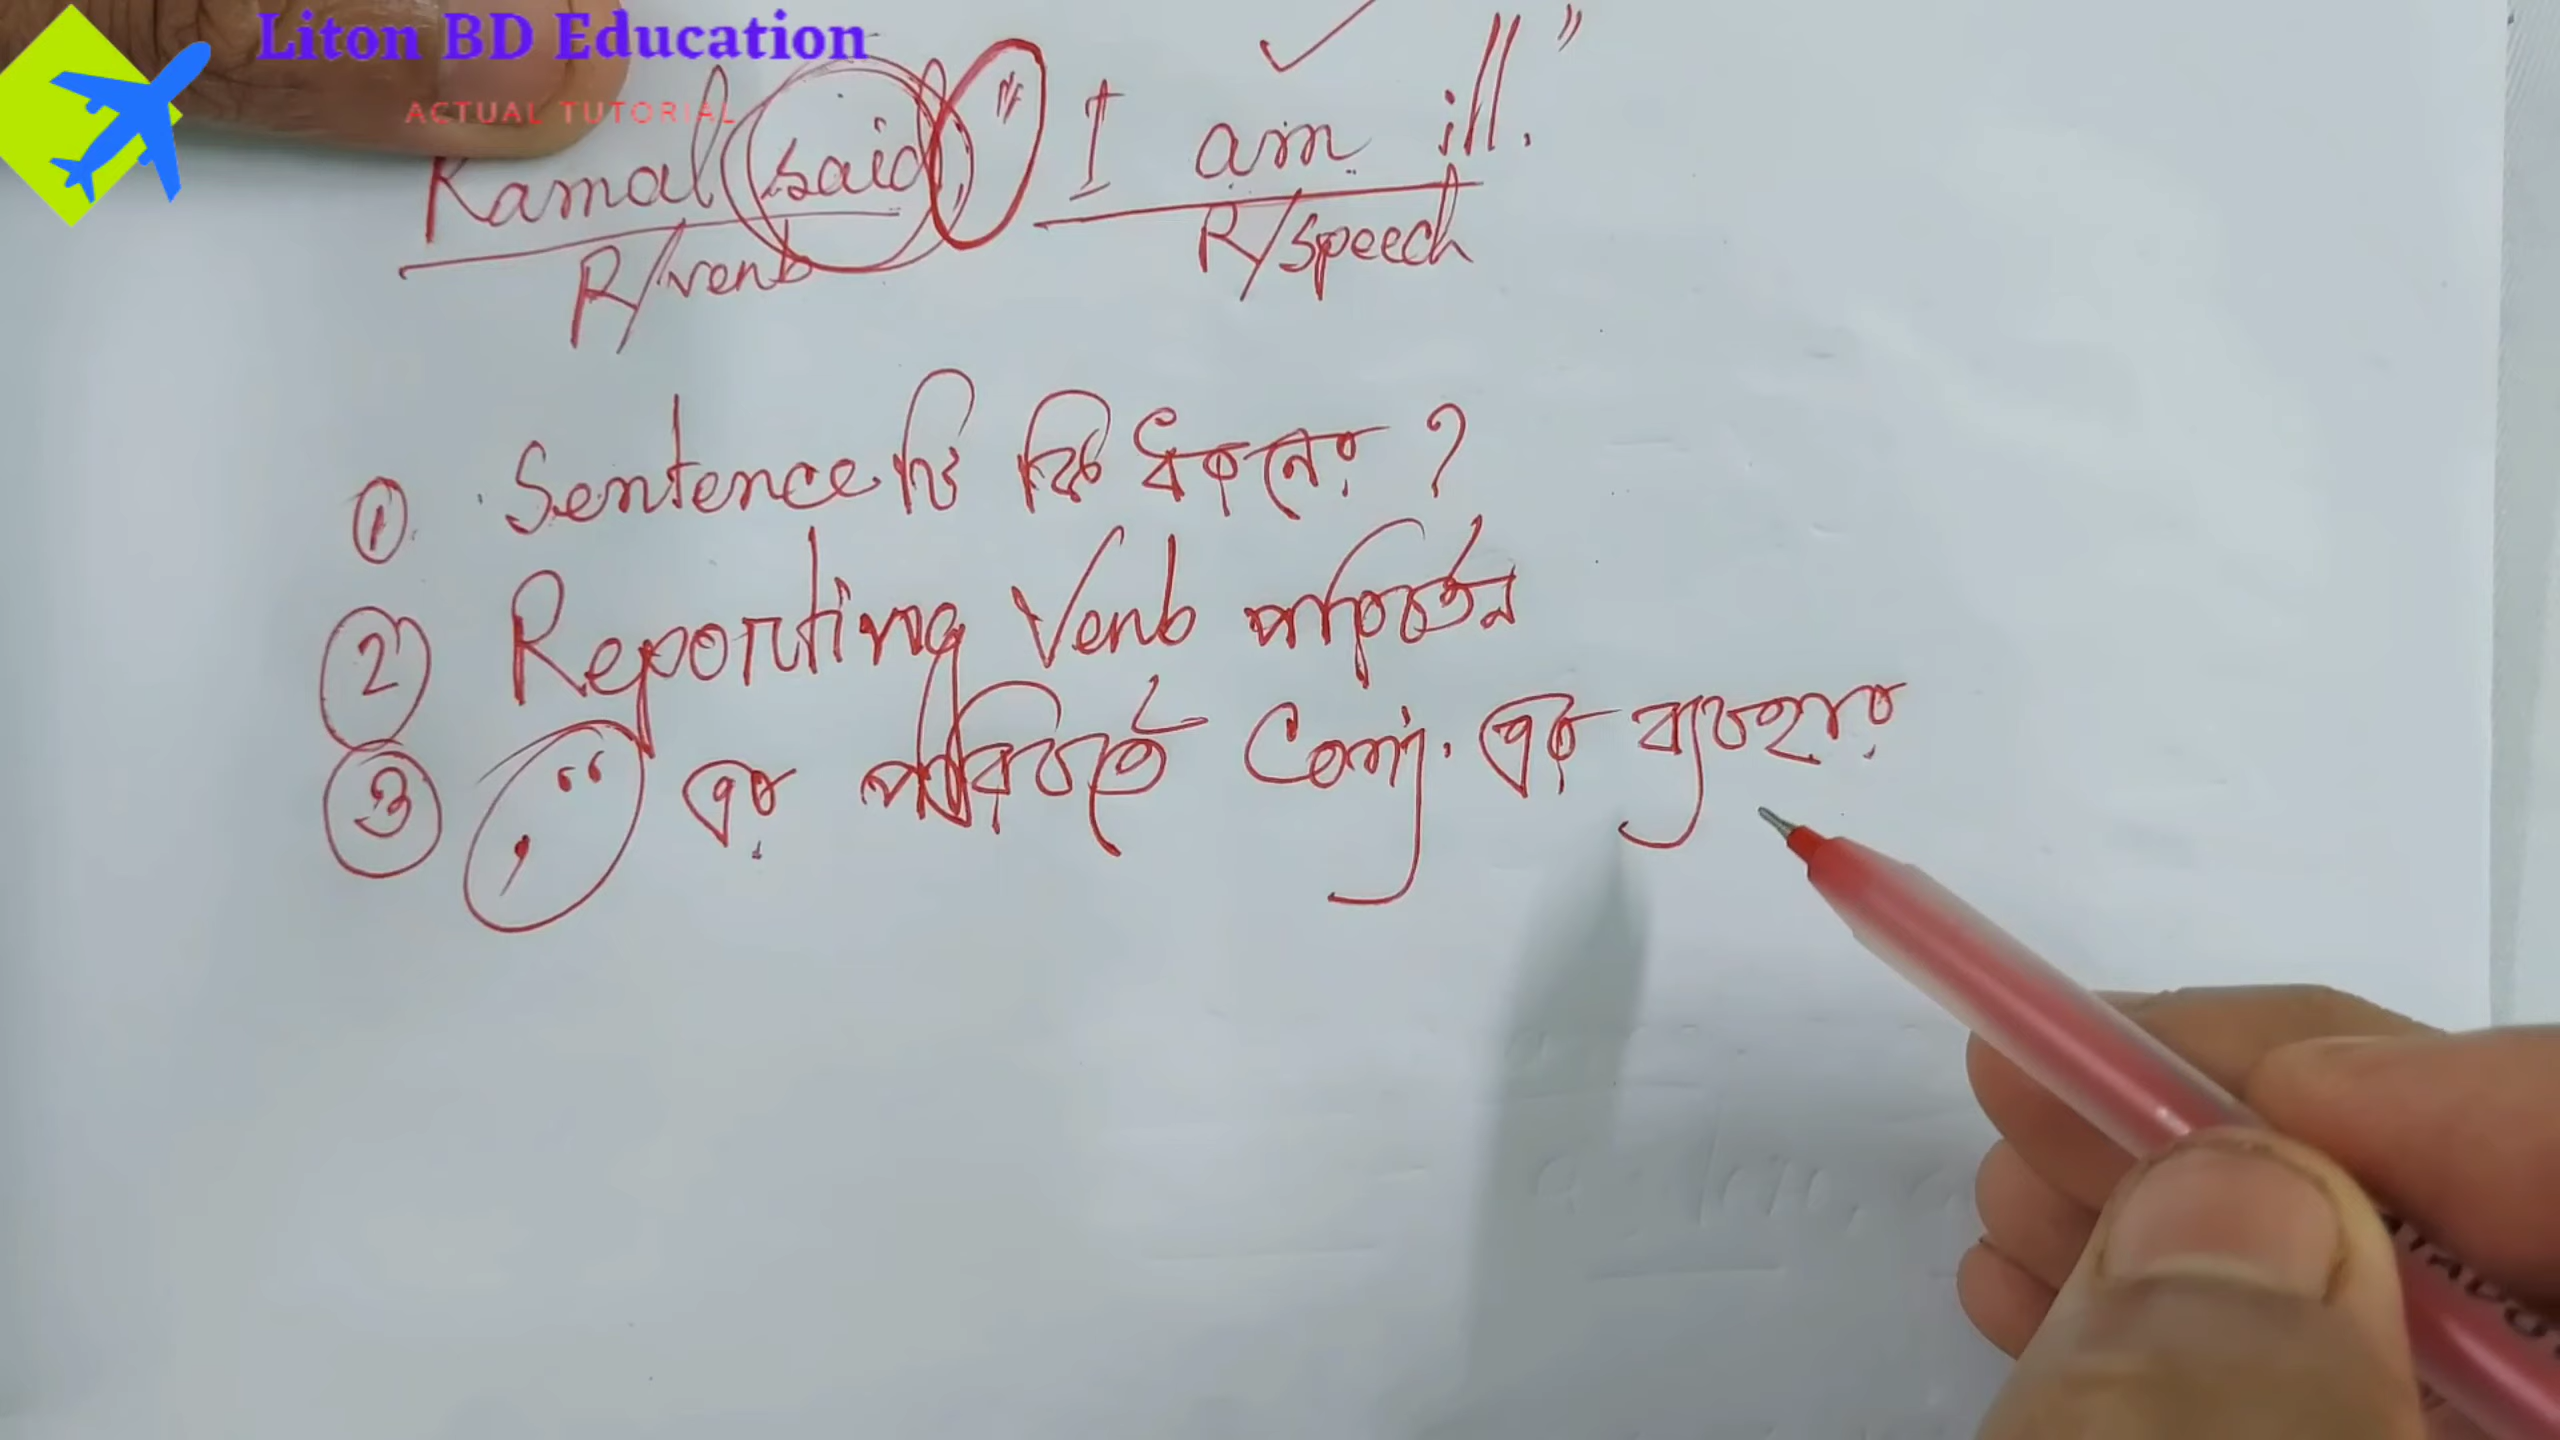 Liton BD Education
ACTUAL TUTORIAL
Kamal said, " I am ill."
R/verb R/speech
① Sentence টি কি ধরনের ?
② Reporting Verb পরিবর্তন
③ , “ এর পরিবর্তে Conj. এর ব্যবহার